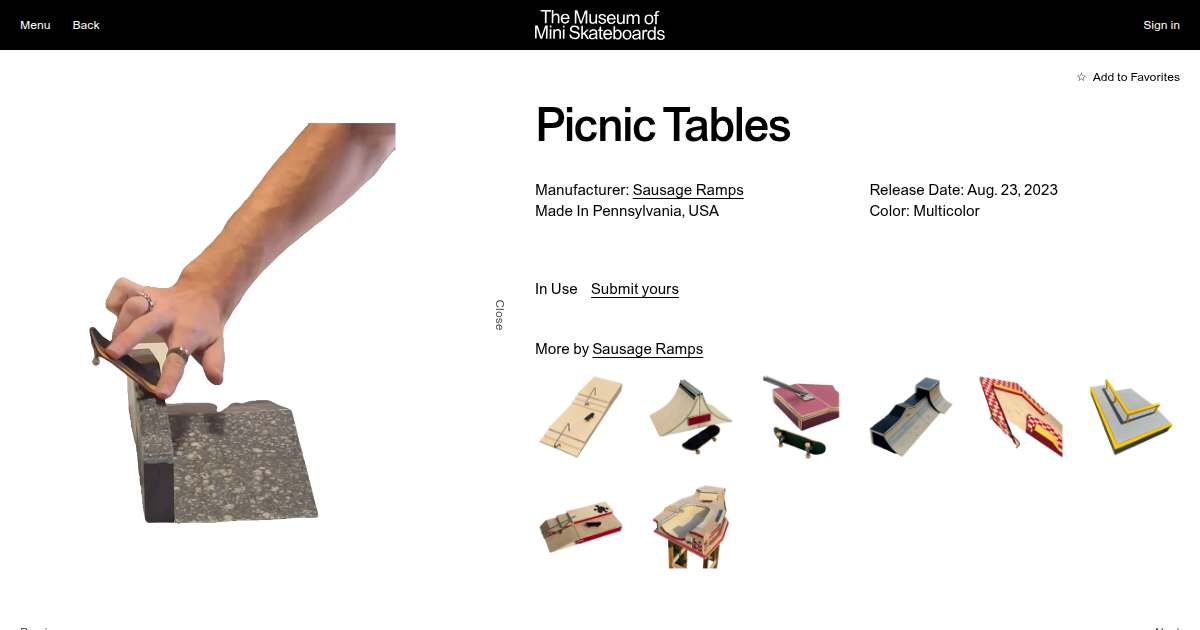 Menu
Back
The Museum of
Mini Skateboards
Sign in
☆ Add to Favorites
Picnic Tables
Manufacturer: Sausage Ramps
Made In Pennsylvania, USA
Release Date: Aug. 23, 2023
Color: Multicolor
Close
In Use
Submit yours
More by Sausage Ramps